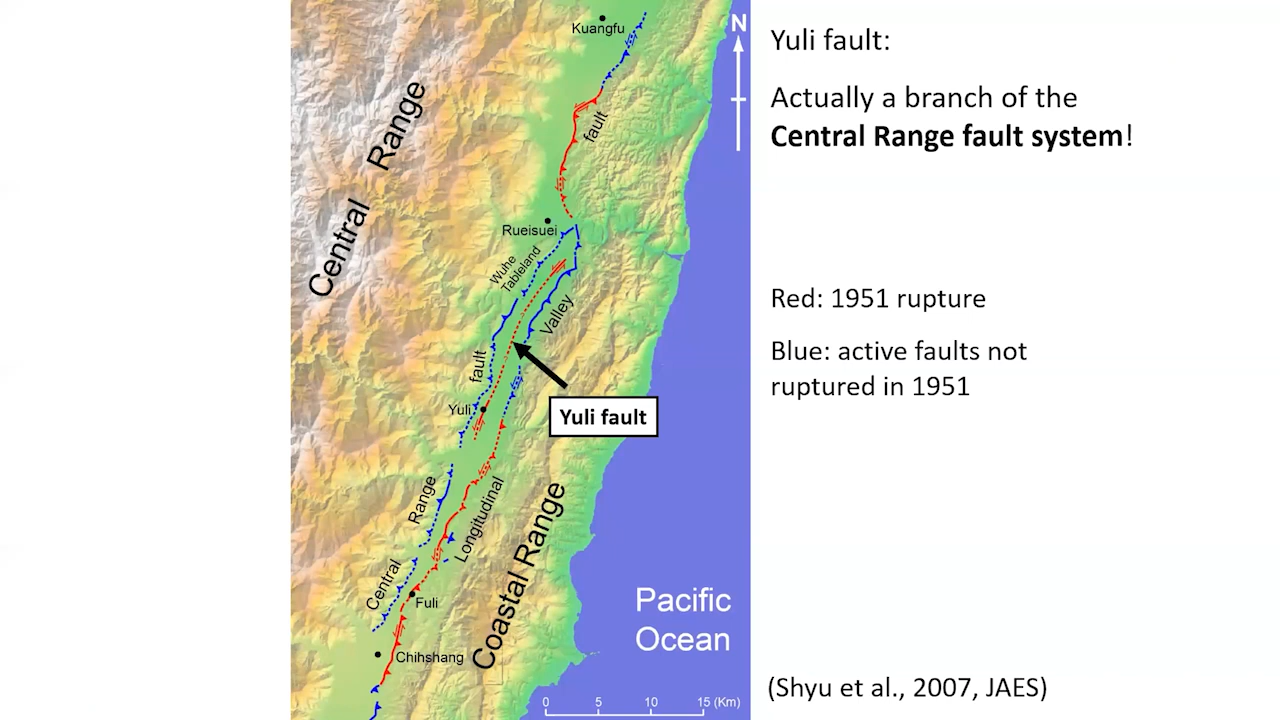 Kuangfu
N
fault
Central Range
Rueisuei
Wuhe
Tableland
Valley
fault
Yuli
Yuli fault
Range
Longitudinal
Central
Fuli
Coastal Range
Chihshang
Pacific
Ocean
0 5 10 15 (Km)
Yuli fault:
Actually a branch of the
Central Range fault system!
Red: 1951 rupture
Blue: active faults not
ruptured in 1951
(Shyu et al., 2007, JAES)